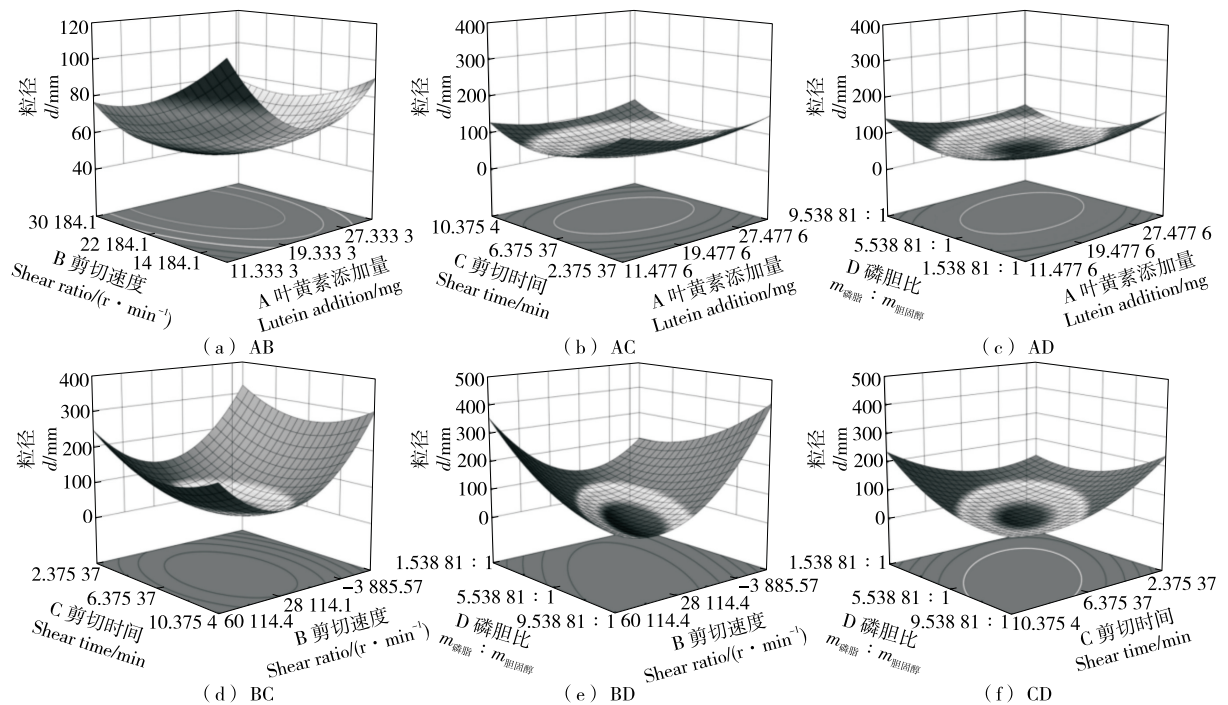 120
100
80
60
40
粒径
d/mm
30 184.1
22 184.1
14 184.1
B 剪切速度
Shear ratio/(r·min⁻¹)
11.333 3
19.333 3
27.333 3
A 叶黄素添加量
Lutein addition/mg
(a) AB
400
300
200
100
0
粒径
d/mm
10.375 4
6.375 37
2.375 37
C 剪切时间
Shear time/min
11.477 6
19.477 6
27.477 6
A 叶黄素添加量
Lutein addition/mg
(b) AC
400
300
200
100
0
粒径
d/mm
9.538 81∶1
5.538 81∶1
1.538 81∶1
D 磷胆比
m磷脂∶m胆固醇
11.477 6
19.477 6
27.477 6
A 叶黄素添加量
Lutein addition/mg
(c) AD
400
300
200
100
0
粒径
d/mm
2.375 37
6.375 37
10.375 4
C 剪切时间
Shear time/min
60 114.4
28 114.1
−3 885.57
B 剪切速度
Shear ratio/(r·min⁻¹)
(d) BC
500
400
300
200
100
0
粒径
d/mm
1.538 81∶1
5.538 81∶1
9.538 81∶1
D 磷胆比
m磷脂∶m胆固醇
60 114.4
28 114.4
−3 885.57
B 剪切速度
Shear ratio/(r·min⁻¹)
(e) BD
500
400
300
200
100
0
粒径
d/mm
1.538 81∶1
5.538 81∶1
9.538 81∶1
D 磷胆比
m磷脂∶m胆固醇
10.375 4
6.375 37
2.375 37
C 剪切时间
Shear time/min
(f) CD